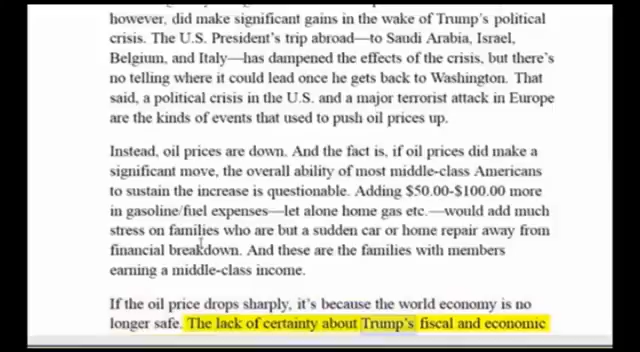 however, did make significant gains in the wake of Trump's political
crisis. The U.S. President's trip abroad—to Saudi Arabia, Israel,
Belgium, and Italy—has dampened the effects of the crisis, but there's
no telling where it could lead once he gets back to Washington. That
said, a political crisis in the U.S. and a major terrorist attack in Europe
are the kinds of events that used to push oil prices up.
Instead, oil prices are down. And the fact is, if oil prices did make a
significant move, the overall ability of most middle-class Americans
to sustain the increase is questionable. Adding $50.00-$100.00 more
in gasoline/fuel expenses—let alone home gas etc.—would add much
stress on families who are but a sudden car or home repair away from
financial breakdown. And these are the families with members
earning a middle-class income.
If the oil price drops sharply, it's because the world economy is no
longer safe. The lack of certainty about Trump's fiscal and economic